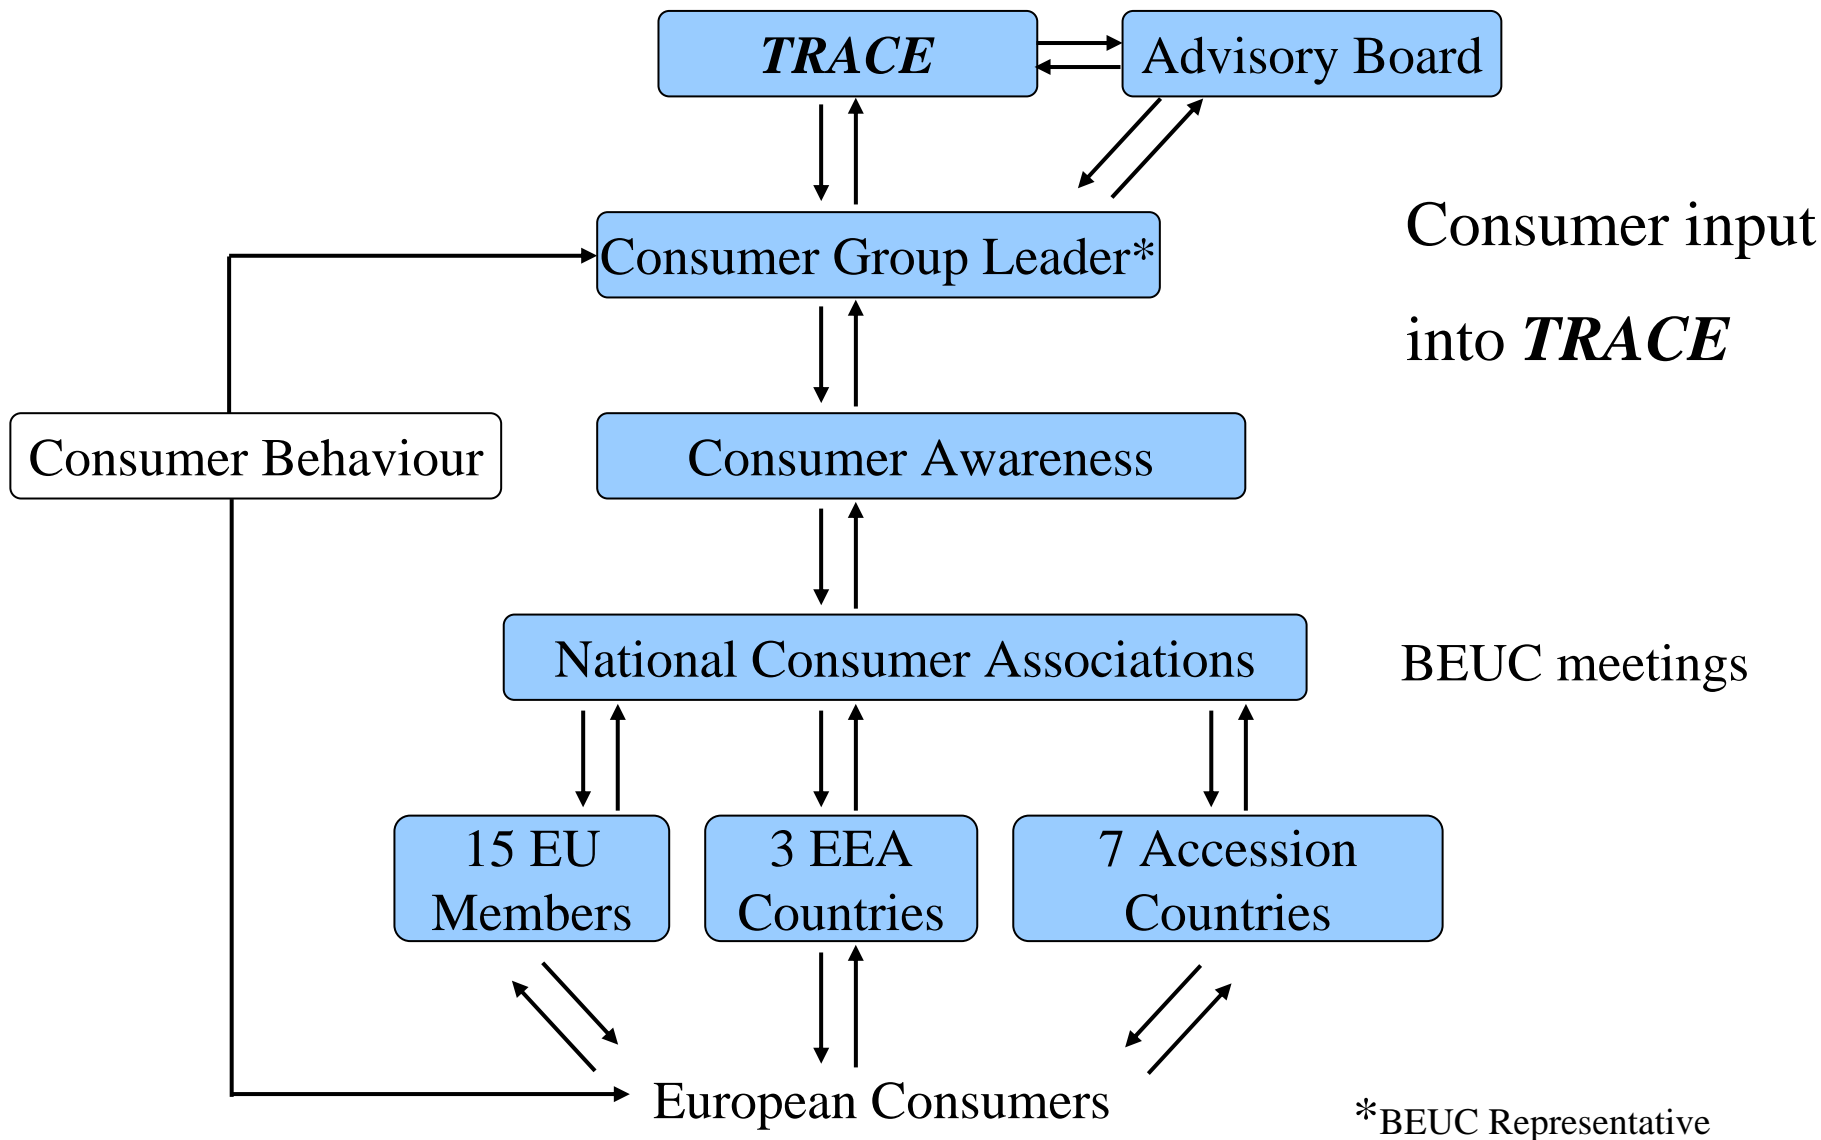 TRACE
Advisory Board
Consumer Group Leader*
Consumer input
into TRACE
Consumer Behaviour
Consumer Awareness
National Consumer Associations
BEUC meetings
15 EU
Members
3 EEA
Countries
7 Accession
Countries
European Consumers
*BEUC Representative